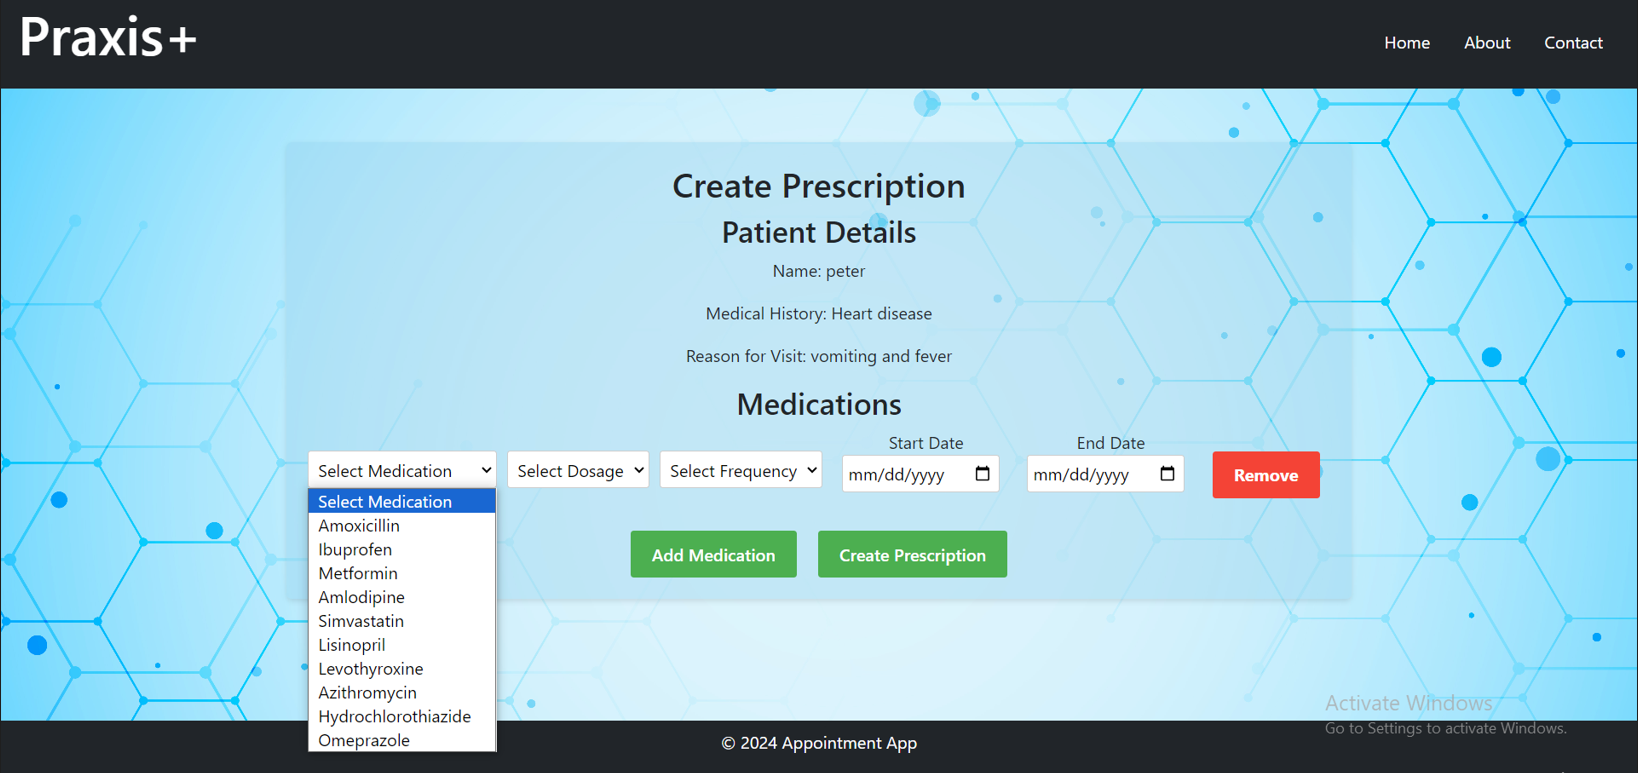 Praxis+
Home About Contact
Create Prescription
Patient Details
Name: peter
Medical History: Heart disease
Reason for Visit: vomiting and fever
Medications
Start Date End Date
Select Medication Select Dosage Select Frequency mm/dd/yyyy mm/dd/yyyy Remove
Select Medication
Amoxicillin
Ibuprofen
Metformin
Amlodipine
Simvastatin
Lisinopril
Levothyroxine
Azithromycin
Hydrochlorothiazide
Omeprazole
Add Medication Create Prescription
Activate Windows
Go to Settings to activate Windows.
© 2024 Appointment App